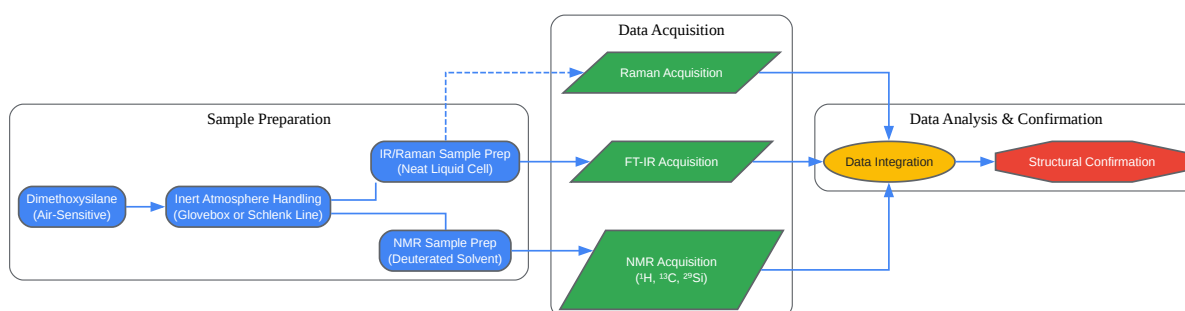 Sample Preparation
Dimethoxysilane
(Air-Sensitive)
Inert Atmosphere Handling
(Glovebox or Schlenk Line)
IR/Raman Sample Prep
(Neat Liquid Cell)
NMR Sample Prep
(Deuterated Solvent)
Data Acquisition
Raman Acquisition
FT-IR Acquisition
NMR Acquisition
(¹H, ¹³C, ²⁹Si)
Data Analysis & Confirmation
Data Integration
Structural Confirmation